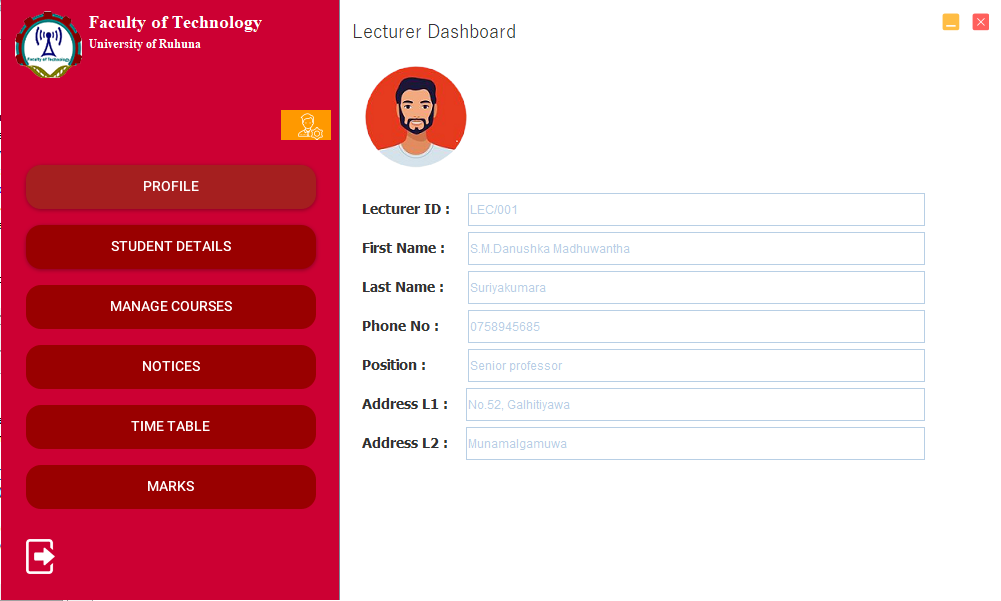 Faculty of Technology
University of Ruhuna
Faculty of Technology
PROFILE
STUDENT DETAILS
MANAGE COURSES
NOTICES
TIME TABLE
MARKS
Lecturer Dashboard
Lecturer ID : LEC/001
First Name : S.M.Danushka Madhuwantha
Last Name : Suriyakumara
Phone No : 0758945685
Position : Senior professor
Address L1 : No.52, Galhitiyawa
Address L2 : Munamalgamuwa